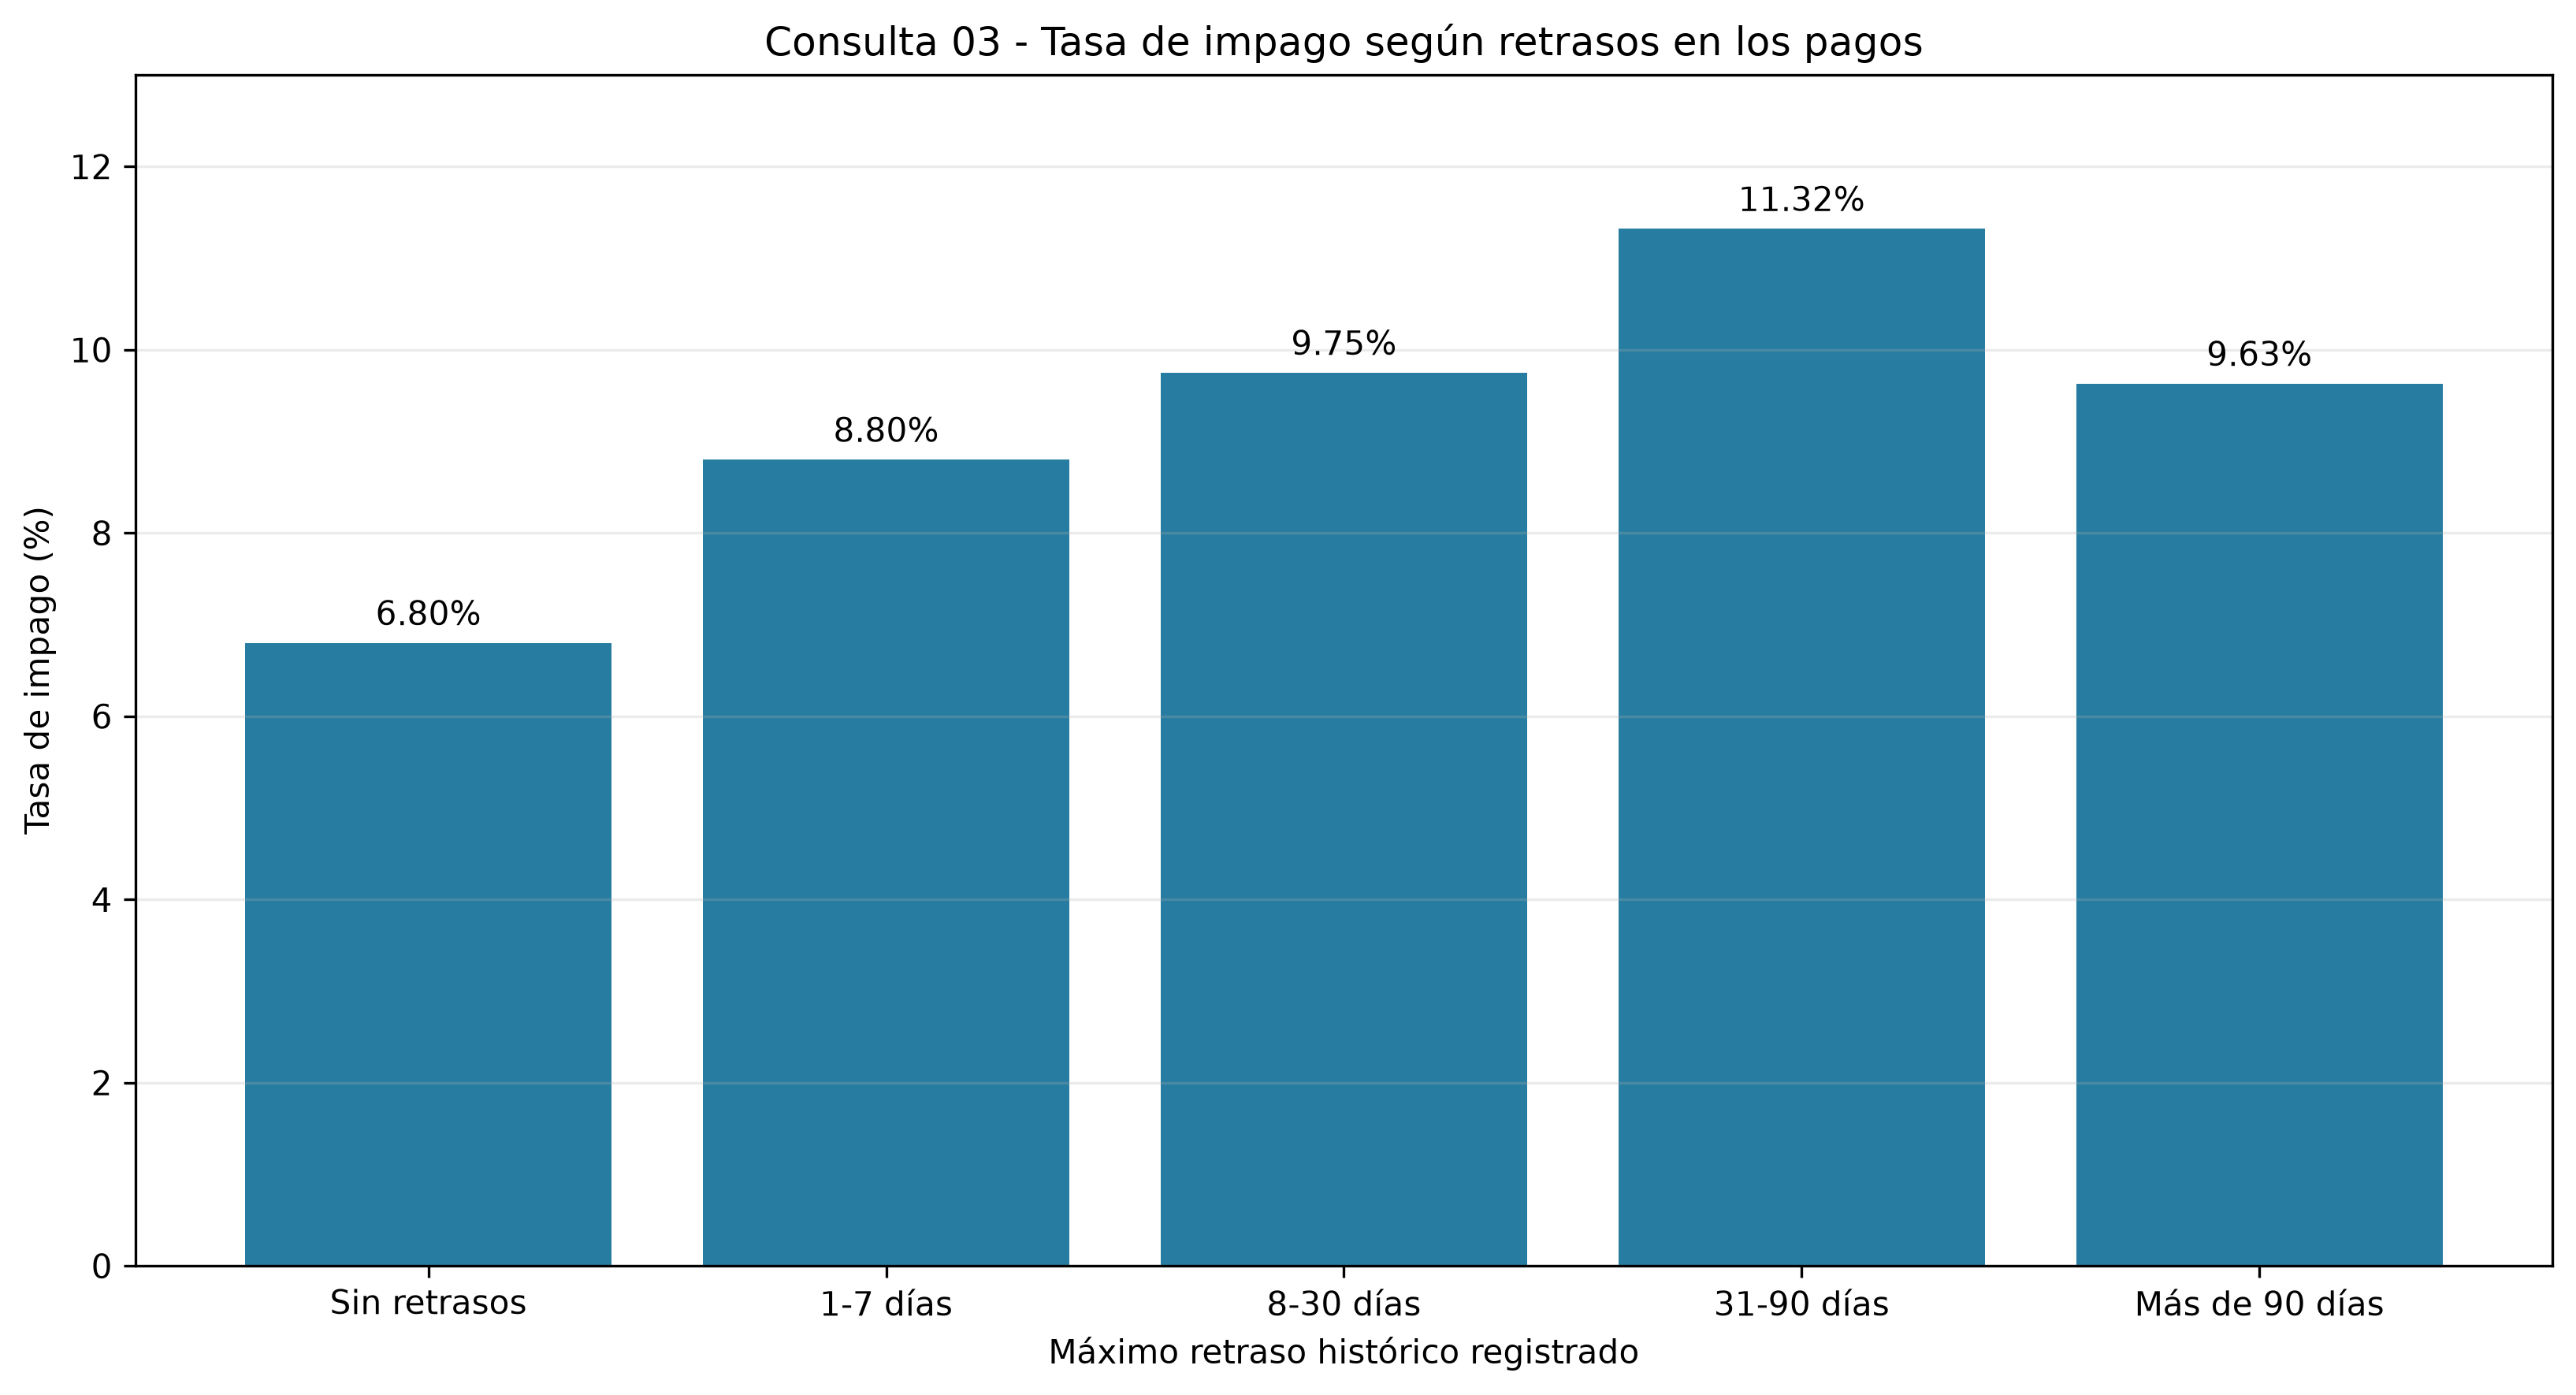 Consulta 03 - Tasa de impago según retrasos en los pagos
Tasa de impago (%)
12
10
8
6
4
2
0
6.80%
8.80%
9.75%
11.32%
9.63%
Sin retrasos
1-7 días
8-30 días
31-90 días
Más de 90 días
Máximo retraso histórico registrado